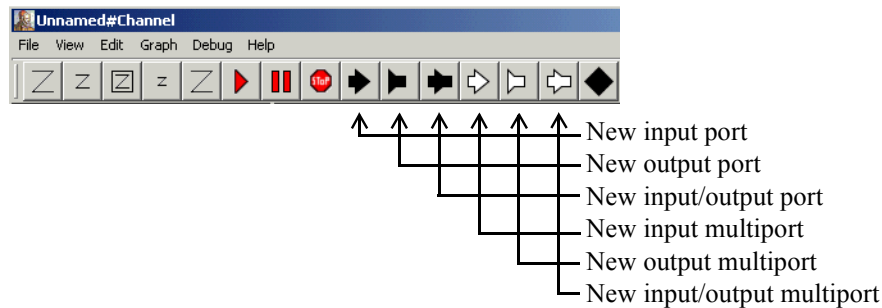 Unnamed#Channel
File View Edit Graph Debug Help
Z Z Z Z Z STOP
New input port
New output port
New input/output port
New input multiport
New output multiport
New input/output multiport